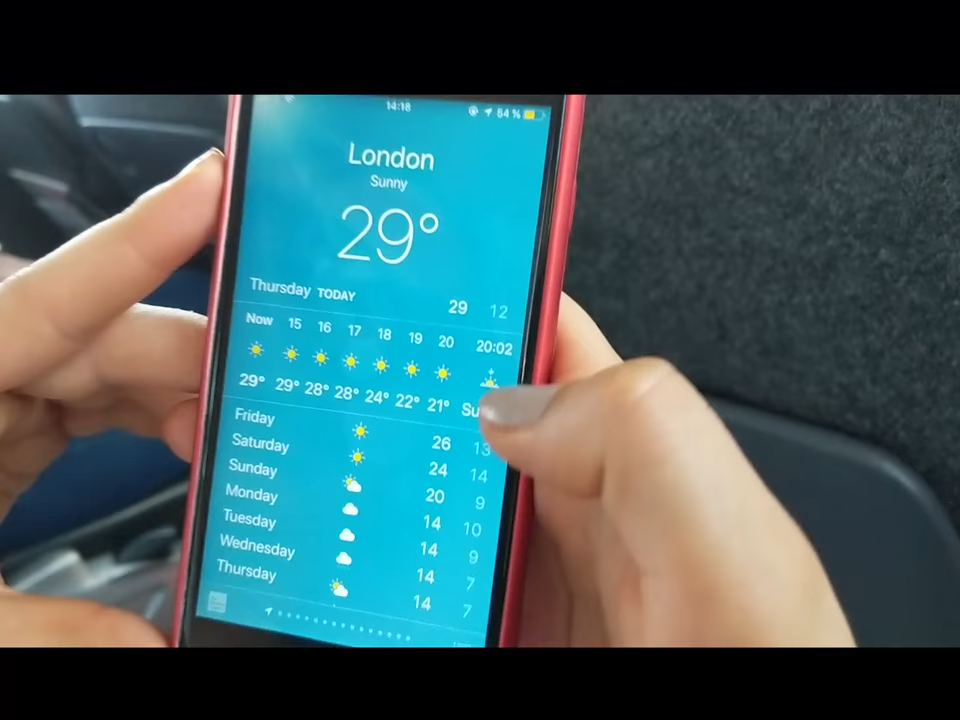 14:18 54%
London
Sunny
29°
Thursday TODAY 29 12
Now 15 16 17 18 19 20 20:02
29° 29° 28° 28° 24° 22° 21°
Friday 26 13
Saturday 24 14
Sunday 20 9
Monday 14 10
Tuesday 14 9
Wednesday 14 7
Thursday 14 7